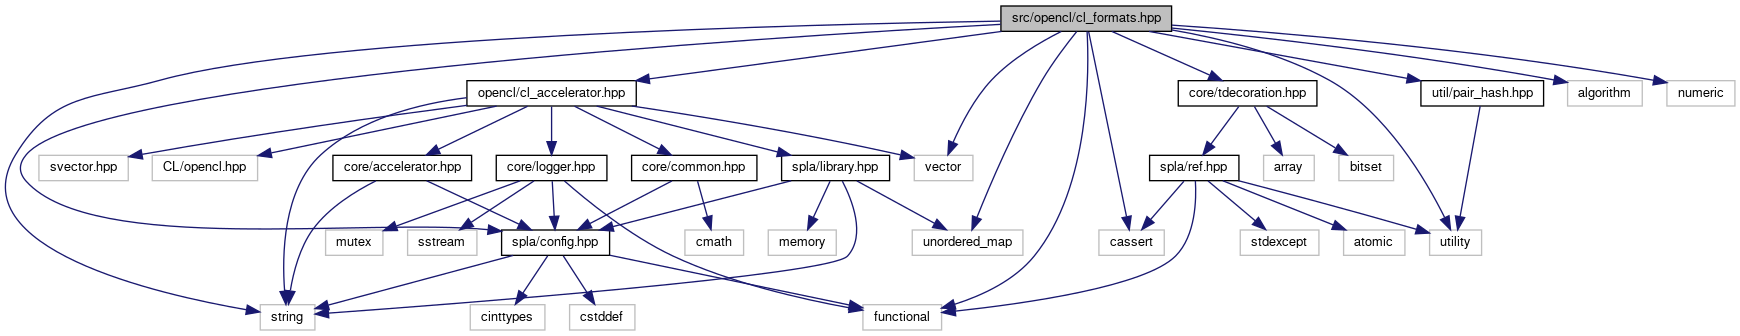 src/opencl/cl_formats.hpp
opencl/cl_accelerator.hpp
core/tdecoration.hpp
util/pair_hash.hpp
algorithm
numeric
svector.hpp
CL/opencl.hpp
core/accelerator.hpp
core/logger.hpp
core/common.hpp
spla/library.hpp
vector
spla/ref.hpp
array
bitset
mutex
sstream
spla/config.hpp
cmath
memory
unordered_map
cassert
stdexcept
atomic
utility
string
cinttypes
cstddef
functional